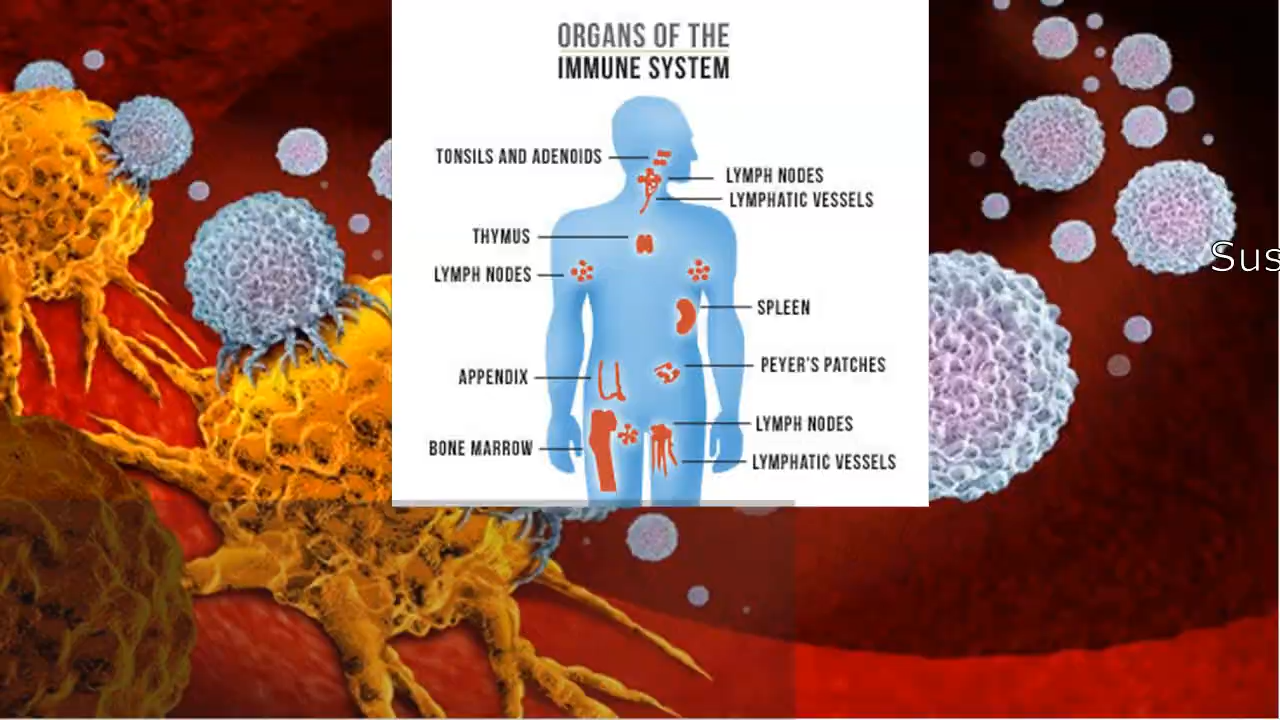 ORGANS OF THE
IMMUNE SYSTEM
TONSILS AND ADENOIDS
LYMPH NODES
LYMPHATIC VESSELS
THYMUS
LYMPH NODES
SPLEEN
PEYER'S PATCHES
APPENDIX
LYMPH NODES
BONE MARROW
LYMPHATIC VESSELS
Sus